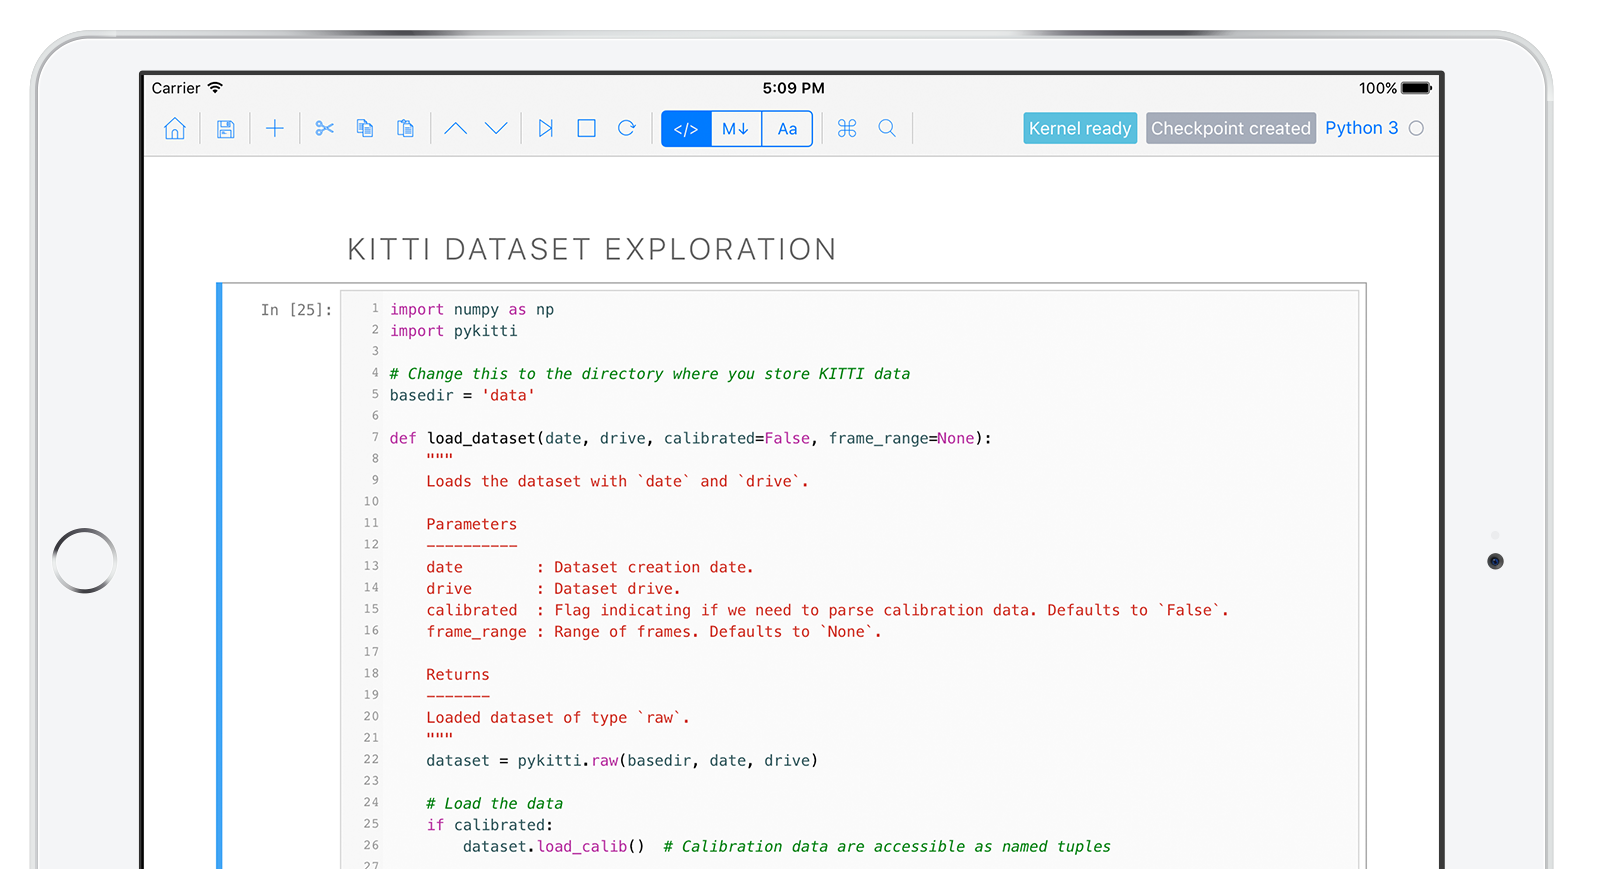 Carrier 5:09 PM 100%
</> M↓ Aa ⌘ Kernel ready Checkpoint created Python 3
KITTI DATASET EXPLORATION
In [25]:
1 import numpy as np
2 import pykitti
3
4 # Change this to the directory where you store KITTI data
5 basedir = 'data'
6
7 def load_dataset(date, drive, calibrated=False, frame_range=None):
8     """
9     Loads the dataset with `date` and `drive`.
10
11     Parameters
12     ----------
13     date        : Dataset creation date.
14     drive       : Dataset drive.
15     calibrated  : Flag indicating if we need to parse calibration data. Defaults to `False`.
16     frame_range : Range of frames. Defaults to `None`.
17
18     Returns
19     -------
20     Loaded dataset of type `raw`.
21     """
22     dataset = pykitti.raw(basedir, date, drive)
23
24     # Load the data
25     if calibrated:
26         dataset.load_calib()  # Calibration data are accessible as named tuples
27